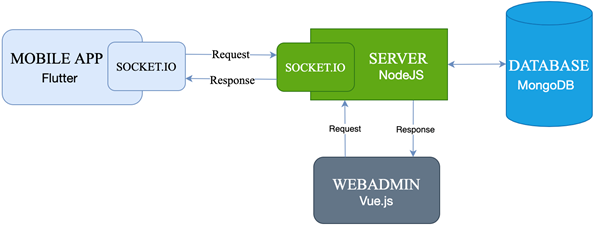 MOBILE APP
Flutter
SOCKET.IO
Request
Response
SOCKET.IO
SERVER
NodeJS
DATABASE
MongoDB
Request
Response
WEBADMIN
Vue.js